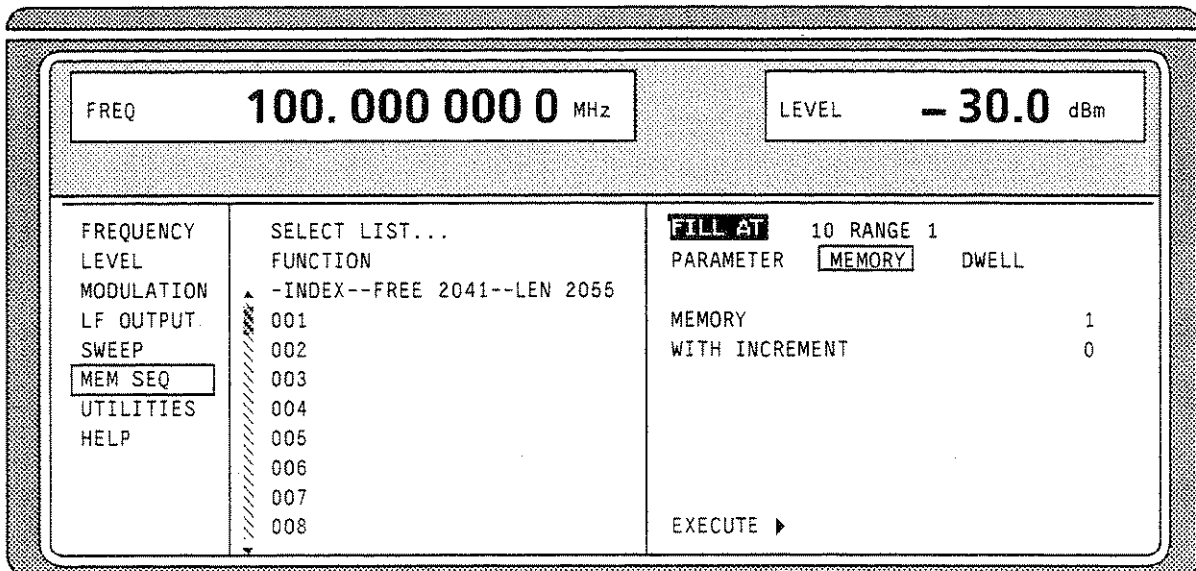 FREQ 100. 000 000 0 MHz
LEVEL – 30.0 dBm
FREQUENCY
LEVEL
MODULATION
LF OUTPUT
SWEEP
MEM SEQ
UTILITIES
HELP
SELECT LIST...
FUNCTION
-INDEX--FREE 2041--LEN 2055
001
002
003
004
005
006
007
008
FILL AT 10 RANGE 1
PARAMETER MEMORY DWELL
MEMORY 1
WITH INCREMENT 0
EXECUTE